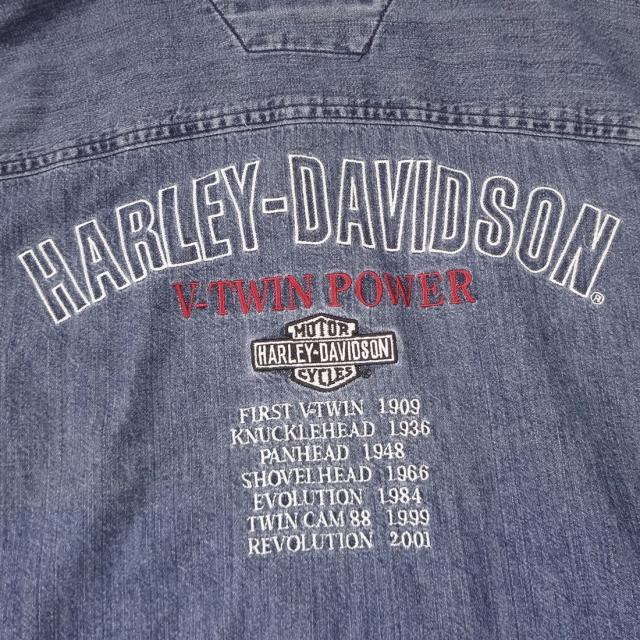 HARLEY-DAVIDSON®
V-TWIN POWER
MOTOR
HARLEY-DAVIDSON
CYCLES
FIRST V-TWIN 1909
KNUCKLEHEAD 1936
PANHEAD 1948
SHOVELHEAD 1966
EVOLUTION 1984
TWIN CAM 88 1999
REVOLUTION 2001